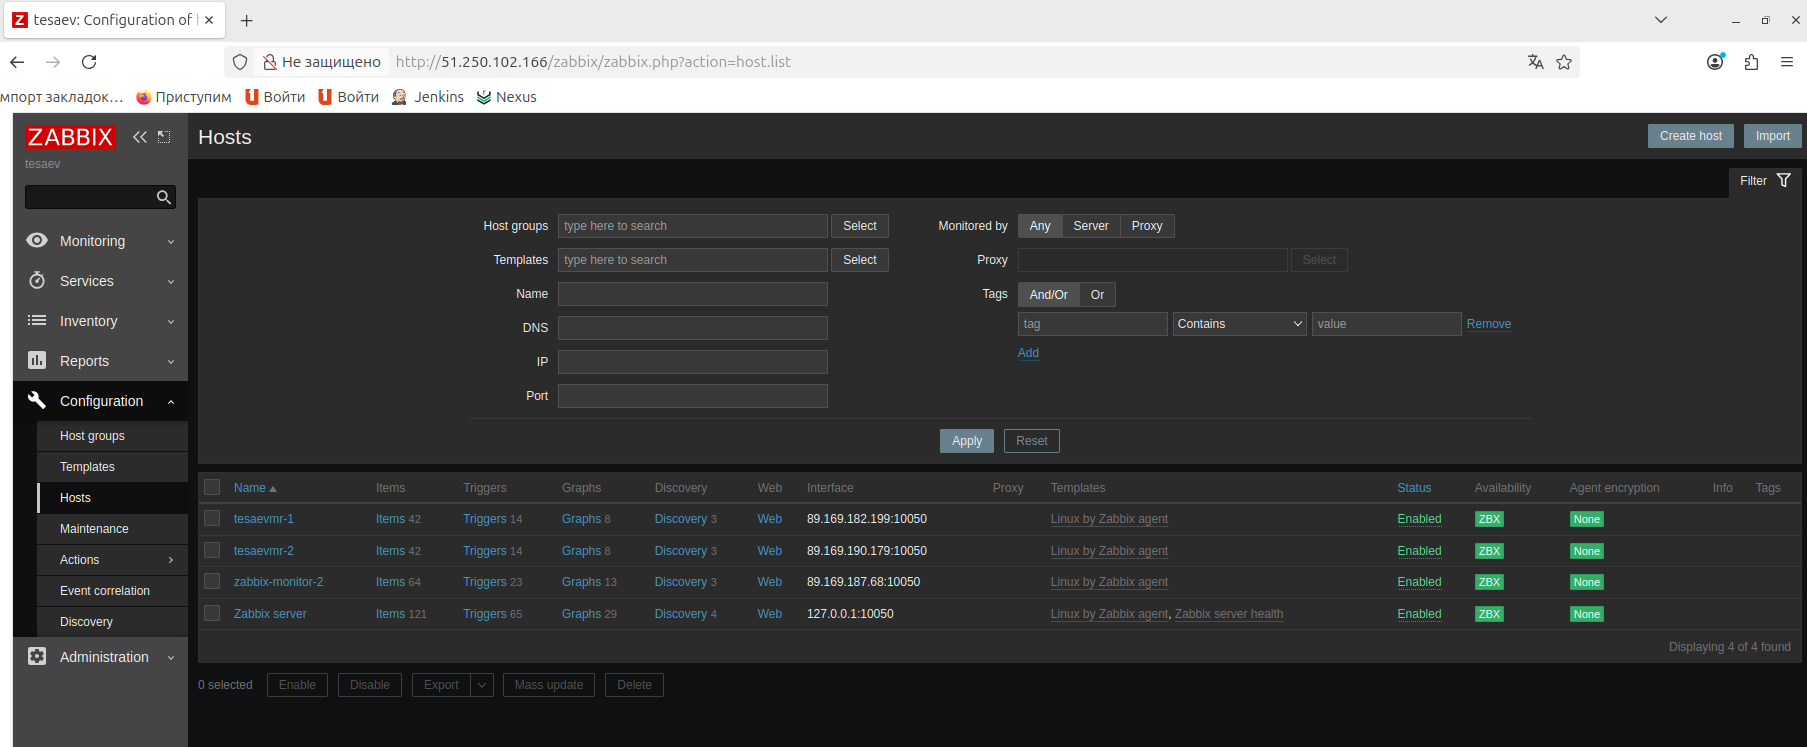 Z tesaev: Configuration of h
Не защищено http://51.250.102.166/zabbix/zabbix.php?action=host.list
мпорт закладок… Приступим Войти Войти Jenkins Nexus
ZABBIX
tesaev
Monitoring
Services
Inventory
Reports
Configuration
Host groups
Templates
Hosts
Maintenance
Actions
Event correlation
Discovery
Administration
Hosts
Create host Import
Filter
Host groups type here to search Select
Templates type here to search Select
Name
DNS
IP
Port
Monitored by Any Server Proxy
Proxy Select
Tags And/Or Or
tag Contains value Remove
Add
Apply Reset
Name Items Triggers Graphs Discovery Web Interface Proxy Templates Status Availability Agent encryption Info Tags
tesaevmr-1 Items 42 Triggers 14 Graphs 8 Discovery 3 Web 89.169.182.199:10050 Linux by Zabbix agent Enabled ZBX None
tesaevmr-2 Items 42 Triggers 14 Graphs 8 Discovery 3 Web 89.169.190.179:10050 Linux by Zabbix agent Enabled ZBX None
zabbix-monitor-2 Items 64 Triggers 23 Graphs 13 Discovery 3 Web 89.169.187.68:10050 Linux by Zabbix agent Enabled ZBX None
Zabbix server Items 121 Triggers 65 Graphs 29 Discovery 4 Web 127.0.0.1:10050 Linux by Zabbix agent, Zabbix server health Enabled ZBX None
Displaying 4 of 4 found
0 selected Enable Disable Export Mass update Delete